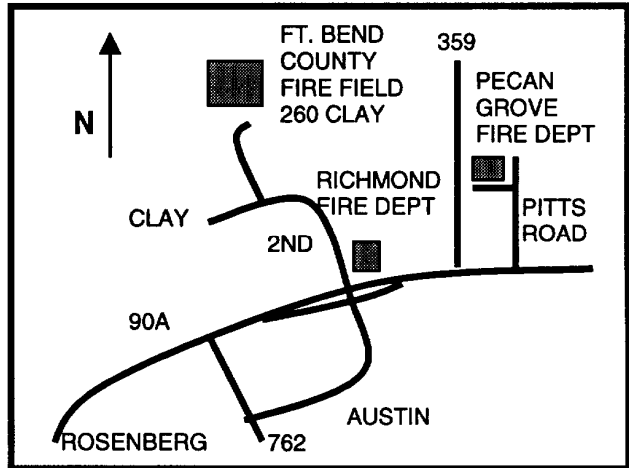 FT. BEND
COUNTY
FIRE FIELD
260 CLAY
359
PECAN
GROVE
FIRE DEPT
N
RICHMOND
FIRE DEPT
CLAY
2ND
PITTS
ROAD
90A
AUSTIN
ROSENBERG
762